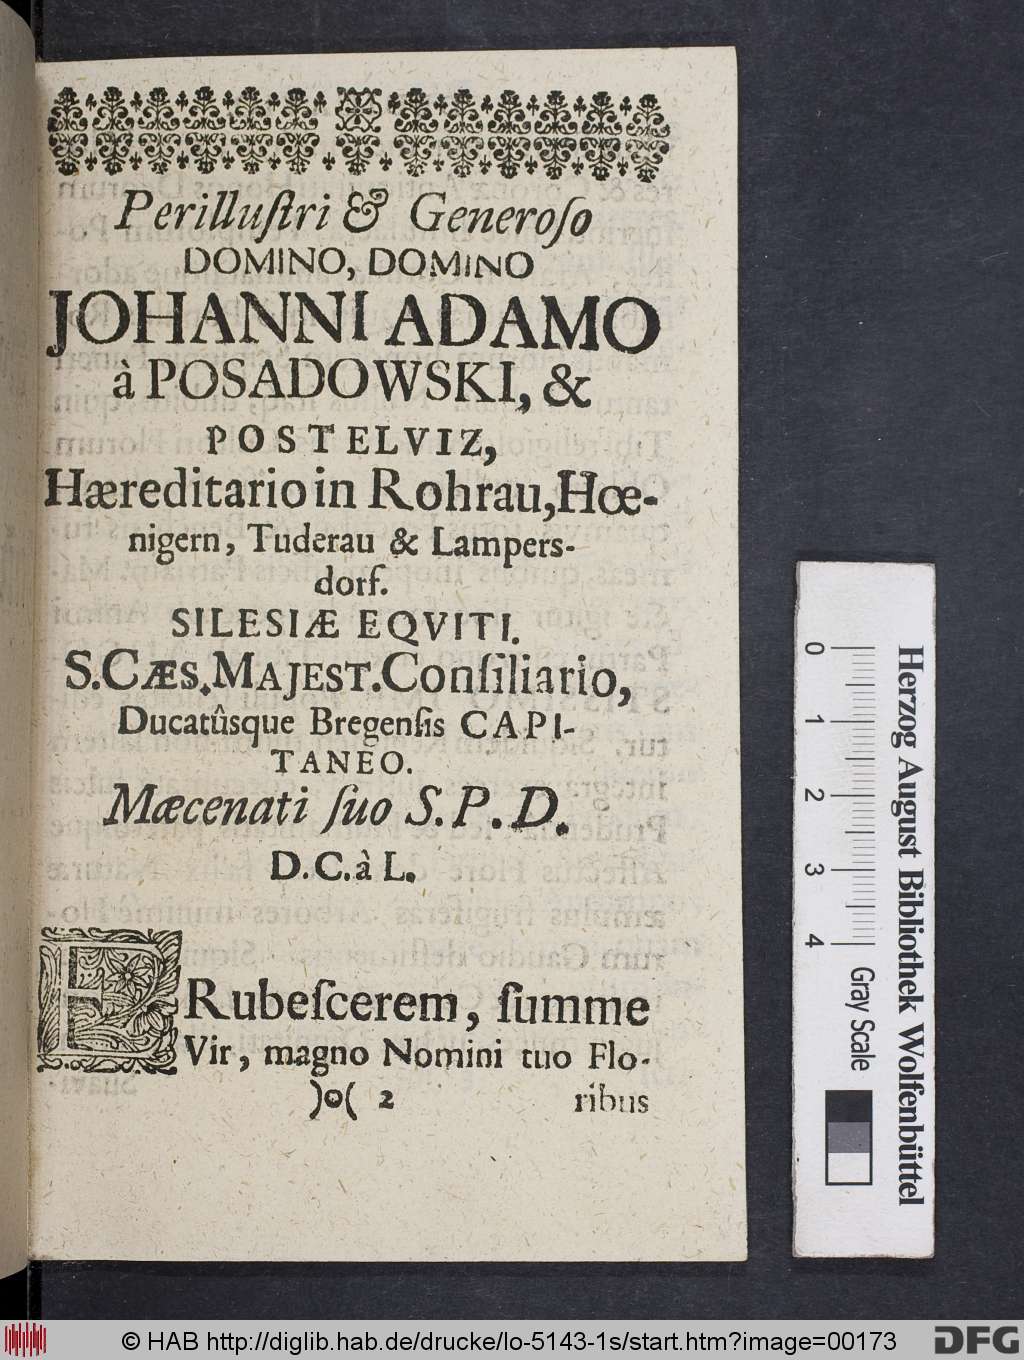 Perilluſtri & Generoſo
DOMINO, DOMINO
JOHANNI ADAMO
à POSADOWSKI, &
POSTELVIZ,
Hæreditario in Rohrau, Hœ-
nigern, Tuderau & Lampers-
dorf.
SILESIÆ EQVITI.
S. CÆS. MAJEST. Conſiliario,
Ducatûsque Bregenſis CAPI-
TANEO.
Mæcenati ſuo S. P. D.
D. C. à L.
ERubeſcerem, ſumme
Vir, magno Nomini tuo Flo-
)o( 2 ribus
0 1 2 3 4
Gray Scale
Herzog August Bibliothek Wolfenbüttel
© HAB http://diglib.hab.de/drucke/lo-5143-1s/start.htm?image=00173
DFG